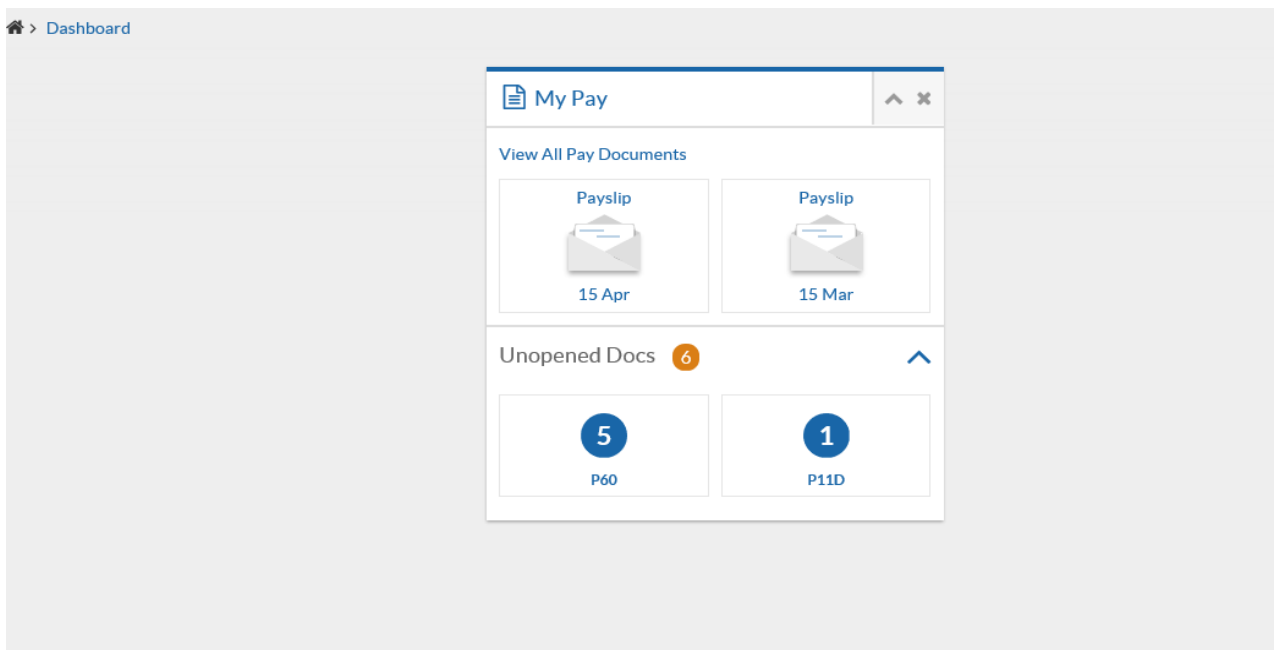 > Dashboard
My Pay
View All Pay Documents
Payslip Payslip
15 Apr 15 Mar
Unopened Docs 6
5 1
P60 P11D